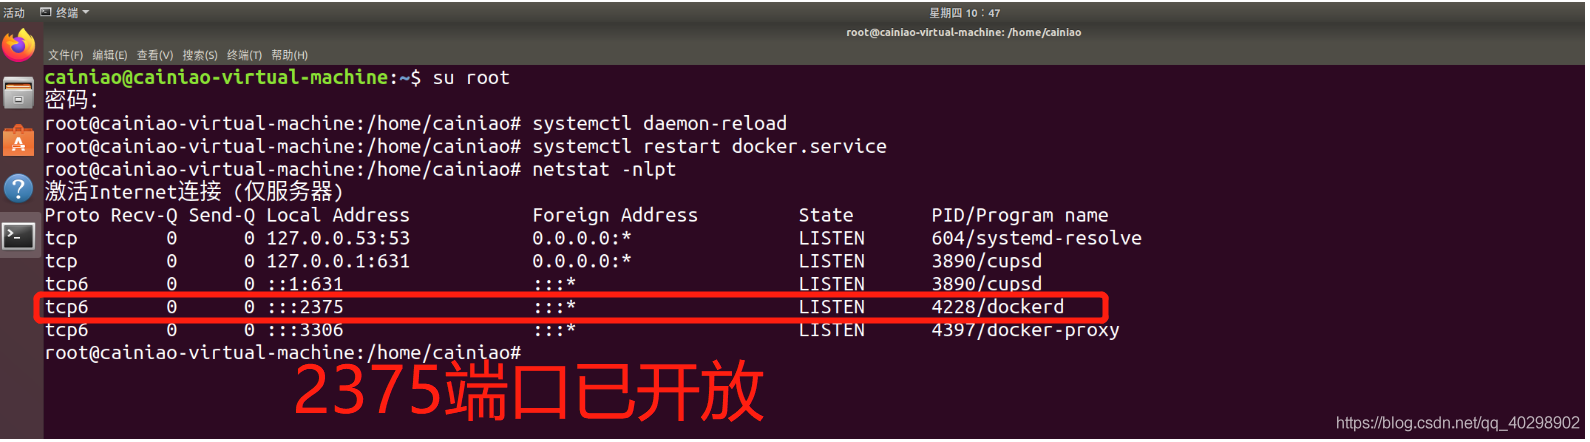 活动 终端 星期四 10：47
root@cainiao-virtual-machine: /home/cainiao
文件(F) 编辑(E) 查看(V) 搜索(S) 终端(T) 帮助(H)
cainiao@cainiao-virtual-machine:~$ su root
密码：
root@cainiao-virtual-machine:/home/cainiao# systemctl daemon-reload
root@cainiao-virtual-machine:/home/cainiao# systemctl restart docker.service
root@cainiao-virtual-machine:/home/cainiao# netstat -nlpt
激活Internet连接 (仅服务器)
Proto Recv-Q Send-Q Local Address Foreign Address State PID/Program name
tcp 0 0 127.0.0.53:53 0.0.0.0:* LISTEN 604/systemd-resolve
tcp 0 0 127.0.0.1:631 0.0.0.0:* LISTEN 3890/cupsd
tcp6 0 0 ::1:631 :::* LISTEN 3890/cupsd
tcp6 0 0 :::2375 :::* LISTEN 4228/dockerd
tcp6 0 0 :::3306 :::* LISTEN 4397/docker-proxy
root@cainiao-virtual-machine:/home/cainiao#
2375端口已开放
https://blog.csdn.net/qq_40298902